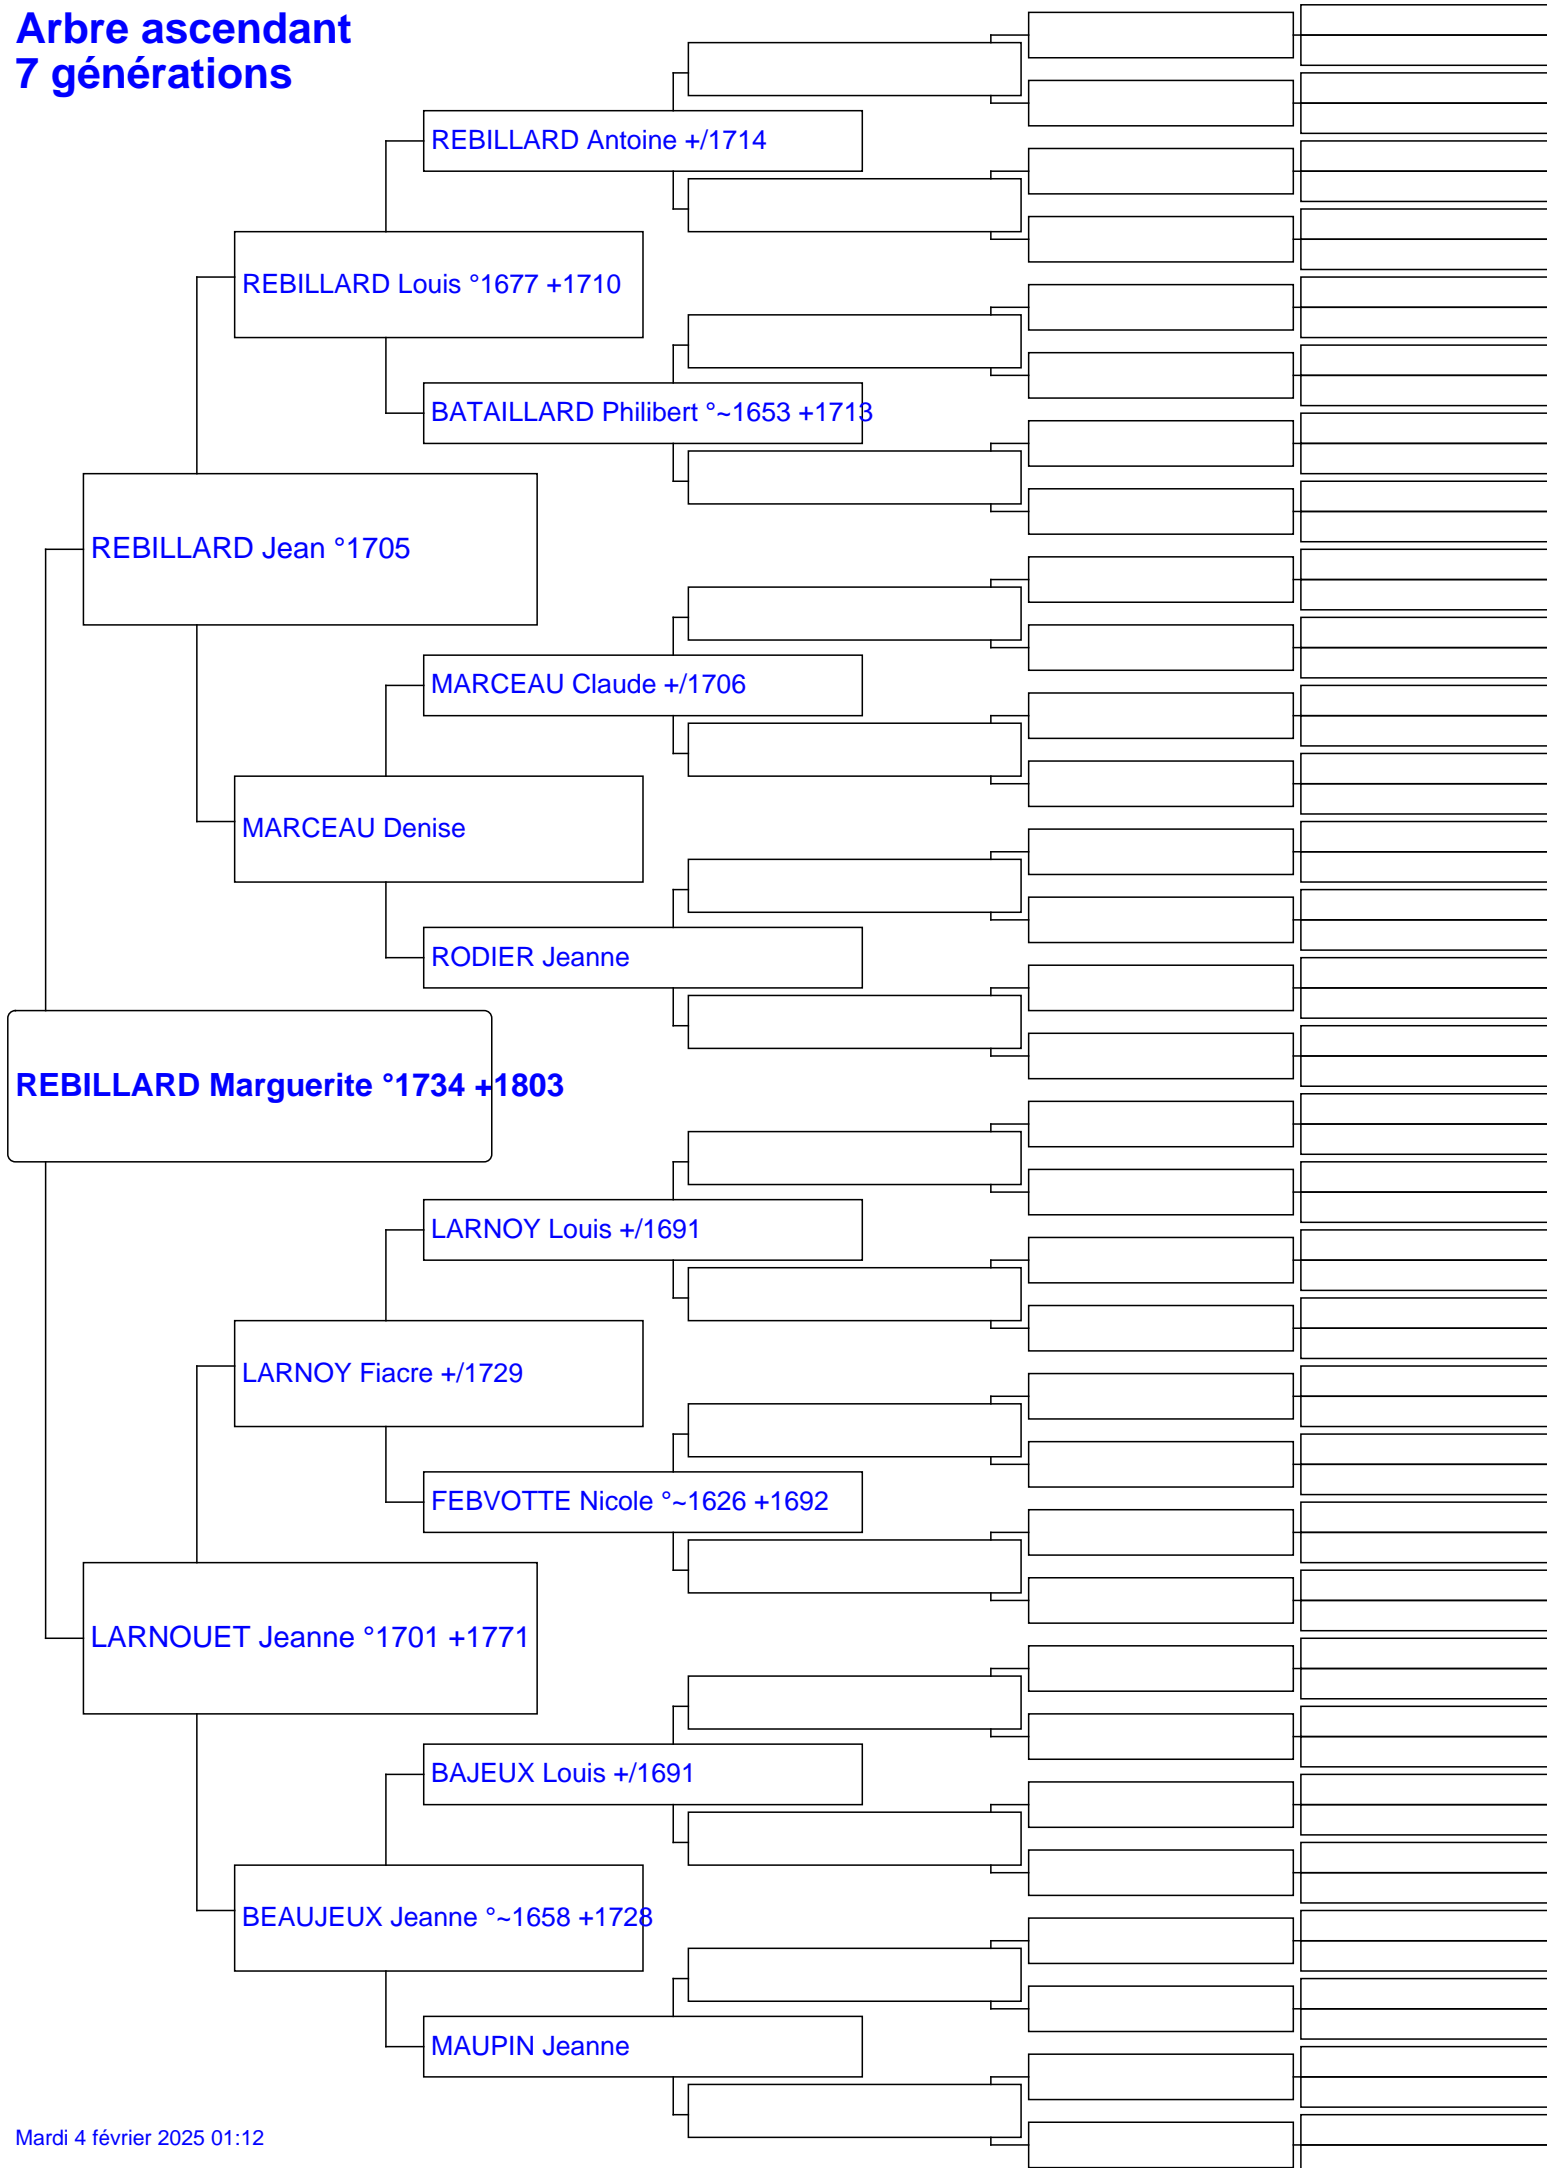 Arbre ascendant
7 générations
REBILLARD Antoine +/1714
REBILLARD Louis °1677 +1710
BATAILLARD Philibert °~1653 +1713
REBILLARD Jean °1705
MARCEAU Claude +/1706
MARCEAU Denise
RODIER Jeanne
REBILLARD Marguerite °1734 +1803
LARNOY Louis +/1691
LARNOY Fiacre +/1729
FEBVOTTE Nicole °~1626 +1692
LARNOUET Jeanne °1701 +1771
BAJEUX Louis +/1691
BEAUJEUX Jeanne °~1658 +1728
MAUPIN Jeanne
Mardi 4 février 2025 01:12